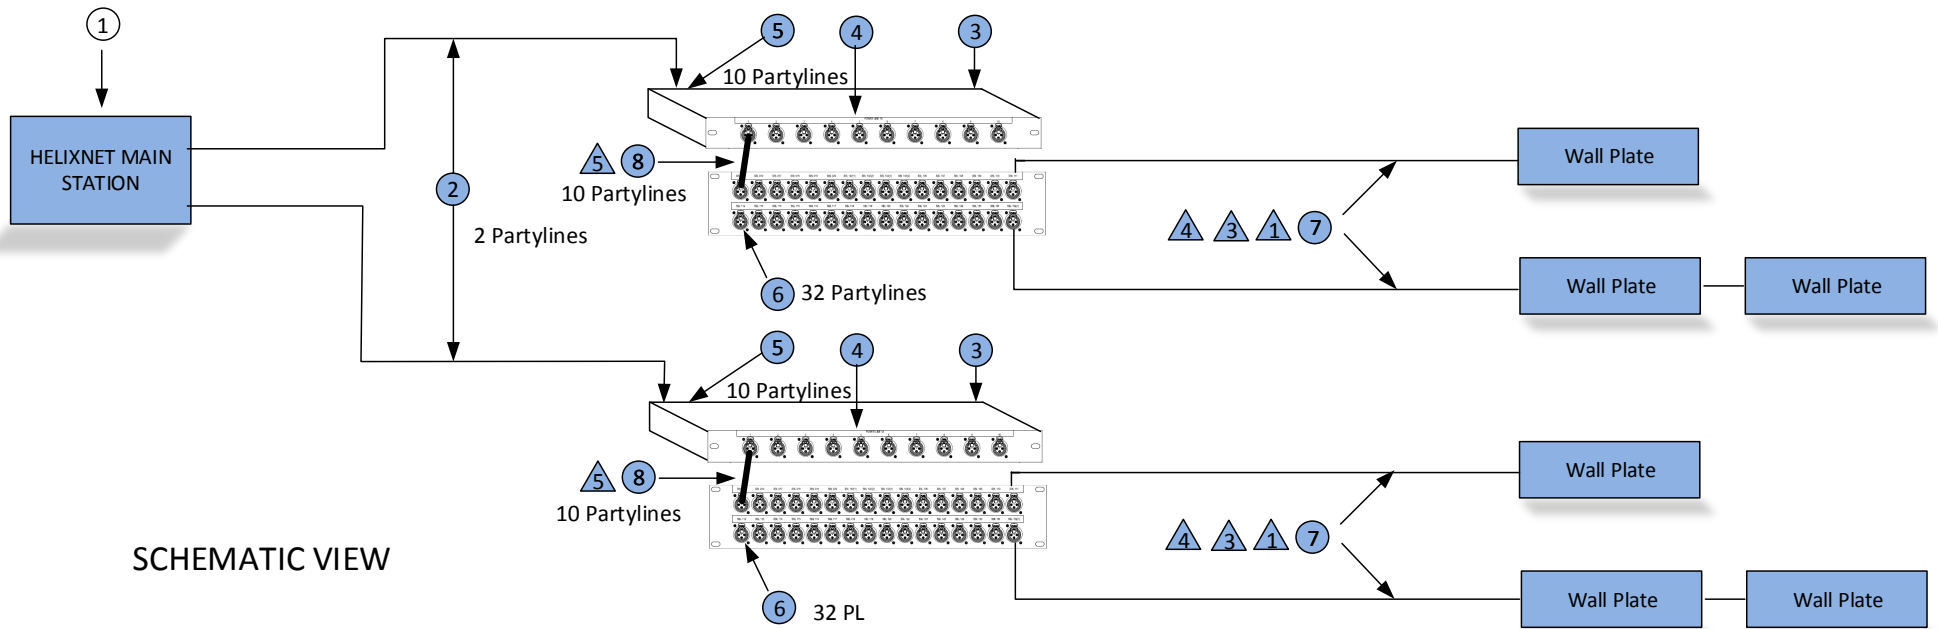 1
5
4
3
10 Partylines
HELIXNET MAIN
STATION
2
2 Partylines
5 8
10 Partylines
6 32 Partylines
4 3 1 7
Wall Plate
Wall Plate
Wall Plate
5
4
3
10 Partylines
5 8
10 Partylines
6 32 PL
4 3 1 7
Wall Plate
Wall Plate
Wall Plate
SCHEMATIC VIEW